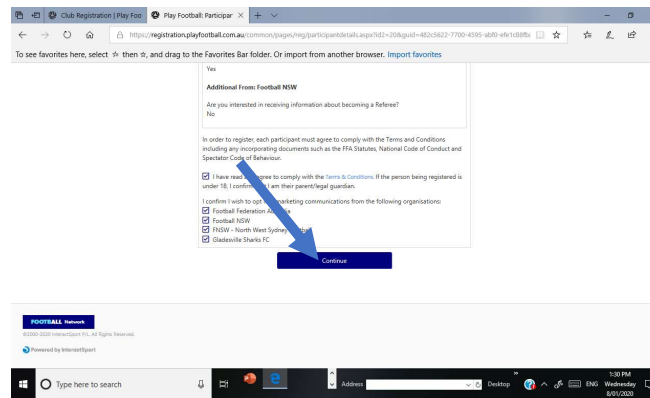 Club Registration | Play Foo
Play Football: Participar
https://registration.playfootball.com.au/common/pages/reg/participantdetails.aspx?id2=20&guid=482c5622-7700-4595-abf0-efe1c88ffb
To see favorites here, select ☆ then ☆, and drag to the Favorites Bar folder. Or import from another browser. Import favorites
Yes
Additional From: Football NSW
Are you interested in receiving information about becoming a Referee?
No
In order to register, each participant must agree to comply with the Terms and Conditions
including any incorporating documents such as the FFA Statutes, National Code of Conduct and
Spectator Code of Behaviour.
I have read agree to comply with the Terms & Conditions. If the person being registered is
under 18, I confirm I am their parent/legal guardian.
I confirm I wish to opt marketing communications from the following organisations:
Football Federation
Football NSW
FNSW - North West Sydney
Gladesville Sharks FC
Continue
FOOTBALL Network
©2000-2020 InteractSport P/L. All Rights Reserved.
Powered by InteractSport
Type here to search
Address
Desktop
ENG
1:30 PM
Wednesday
8/01/2020